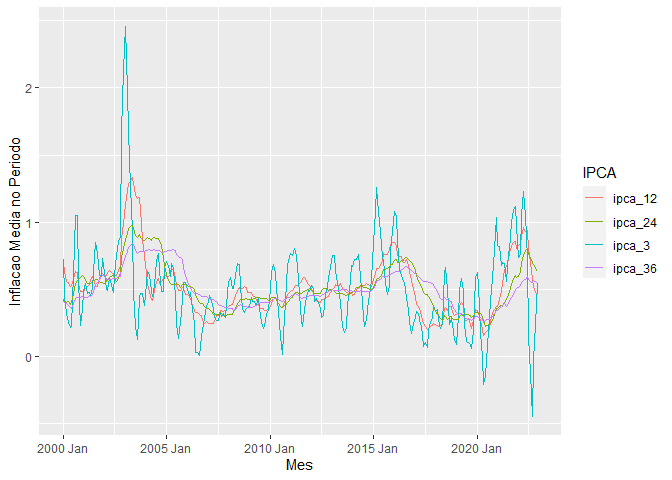 2
1
0
Inflacao Media no Periodo
2000 Jan
2005 Jan
2010 Jan
2015 Jan
2020 Jan
Mes
IPCA
ipca_12
ipca_24
ipca_3
ipca_36